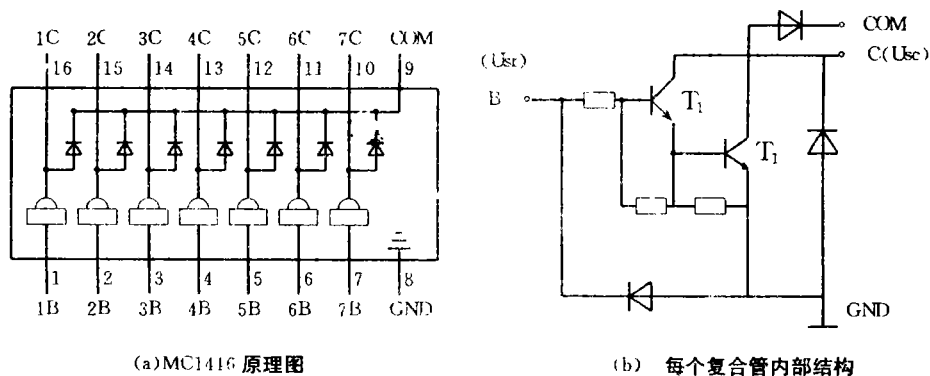 1C 2C 3C 4C 5C 6C 7C COM
16 15 14 13 12 11 10 9
1 2 3 4 5 6 7 8
1B 2B 3B 4B 5B 6B 7B GND
(a)MC1416 原理图
COM
C(Usc)
(Usr)
B
T1
T1
GND
(b) 每个复合管内部结构